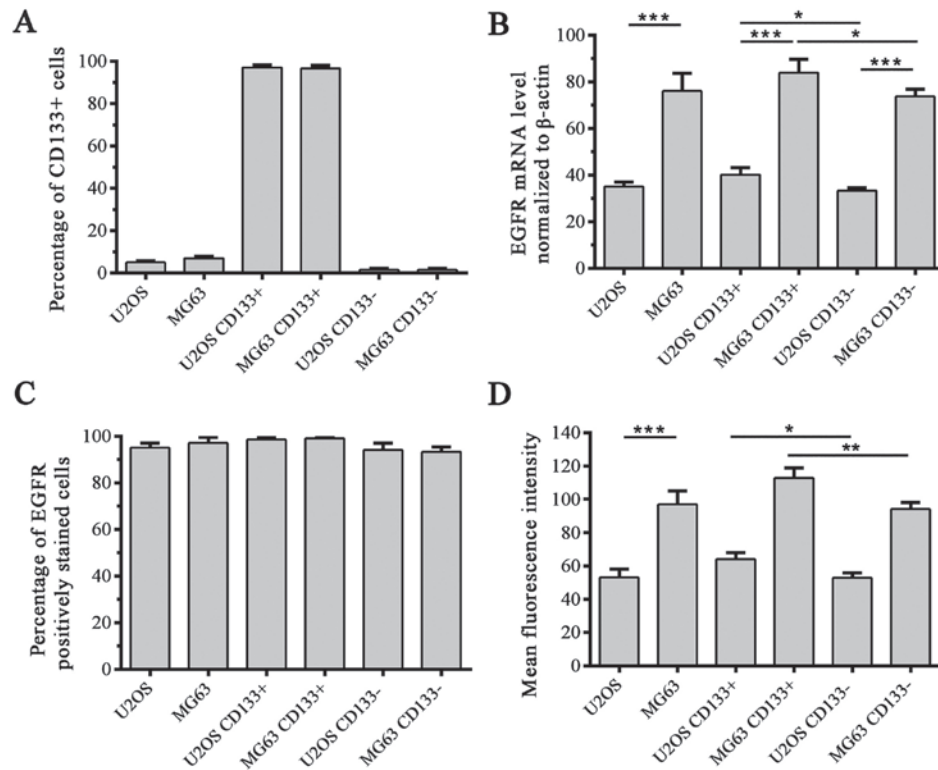 A
Percentage of CD133+ cells
100
80
60
40
20
0
U2OS
MG63
U2OS CD133+
MG63 CD133+
U2OS CD133-
MG63 CD133-
B
EGFR mRNA level
normalized to β-actin
100
80
60
40
20
0
***
*
***
*
***
U2OS
MG63
U2OS CD133+
MG63 CD133+
U2OS CD133-
MG63 CD133-
C
Percentage of EGFR
positively stained cells
100
80
60
40
20
0
U2OS
MG63
U2OS CD133+
MG63 CD133+
U2OS CD133-
MG63 CD133-
D
Mean fluorescence intensity
140
120
100
80
60
40
20
0
***
*
**
U2OS
MG63
U2OS CD133+
MG63 CD133+
U2OS CD133-
MG63 CD133-